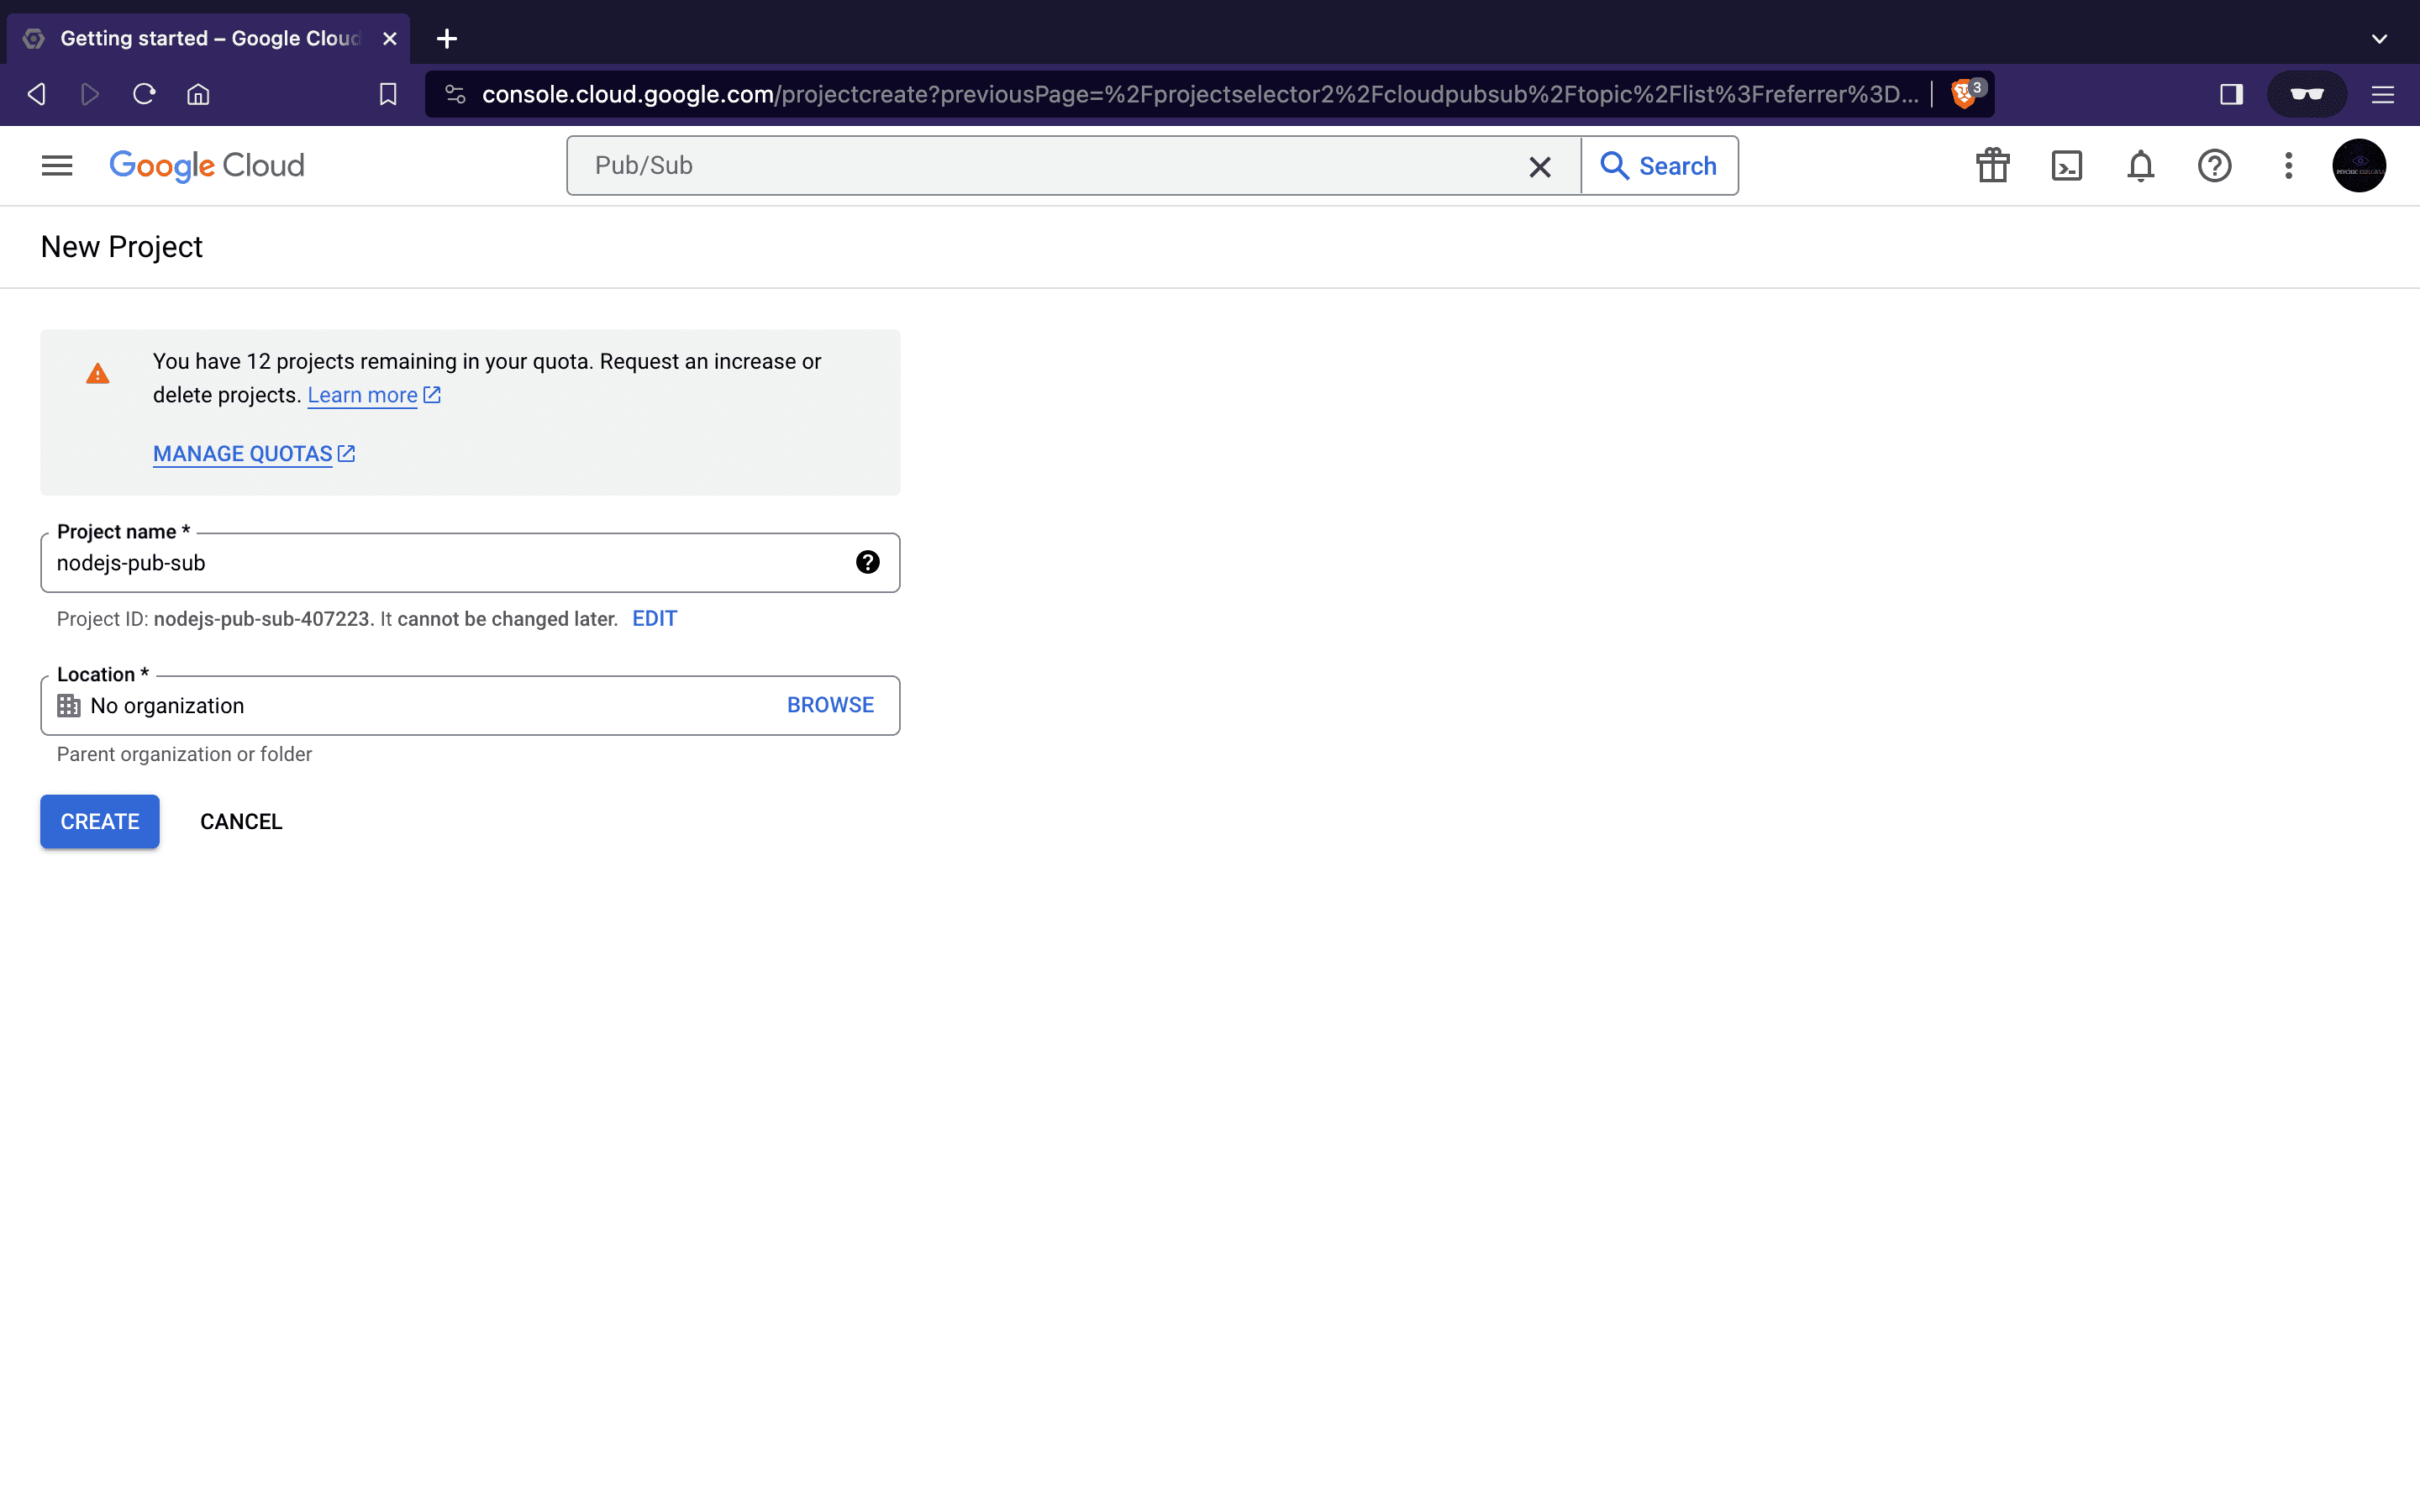 Getting started – Google Cloud
console.cloud.google.com/projectcreate?previousPage=%2Fprojectselector2%2Fcloudpubsub%2Ftopic%2Flist%3Freferrer%3D...
3
Google Cloud
Pub/Sub
Search
New Project
You have 12 projects remaining in your quota. Request an increase or
delete projects. Learn more
MANAGE QUOTAS
Project name *
nodejs-pub-sub
Project ID: nodejs-pub-sub-407223. It cannot be changed later. EDIT
Location *
No organization
BROWSE
Parent organization or folder
CREATE
CANCEL